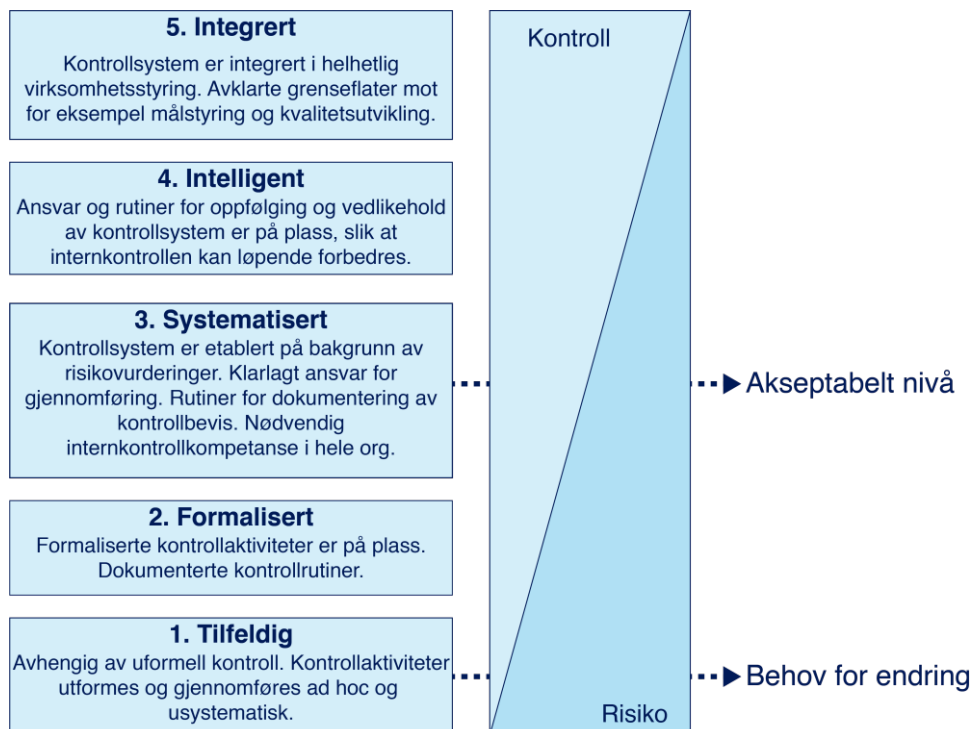 5. Integrert
Kontrollsystem er integrert i helhetlig
virksomhetsstyring. Avklarte grenseflater mot
for eksempel målstyring og kvalitetsutvikling.
Kontroll
4. Intelligent
Ansvar og rutiner for oppfølging og vedlikehold
av kontrollsystem er på plass, slik at
internkontrollen kan løpende forbedres.
3. Systematisert
Kontrollsystem er etablert på bakgrunn av
risikovurderinger. Klarlagt ansvar for
gjennomføring. Rutiner for dokumentering av
kontrollbevis. Nødvendig
internkontrollkompetanse i hele org.
Akseptabelt nivå
2. Formalisert
Formaliserte kontrollaktiviteter er på plass.
Dokumenterte kontrollrutiner.
1. Tilfeldig
Avhengig av uformell kontroll. Kontrollaktiviteter
utformes og gjennomføres ad hoc og
usystematisk.
Behov for endring
Risiko